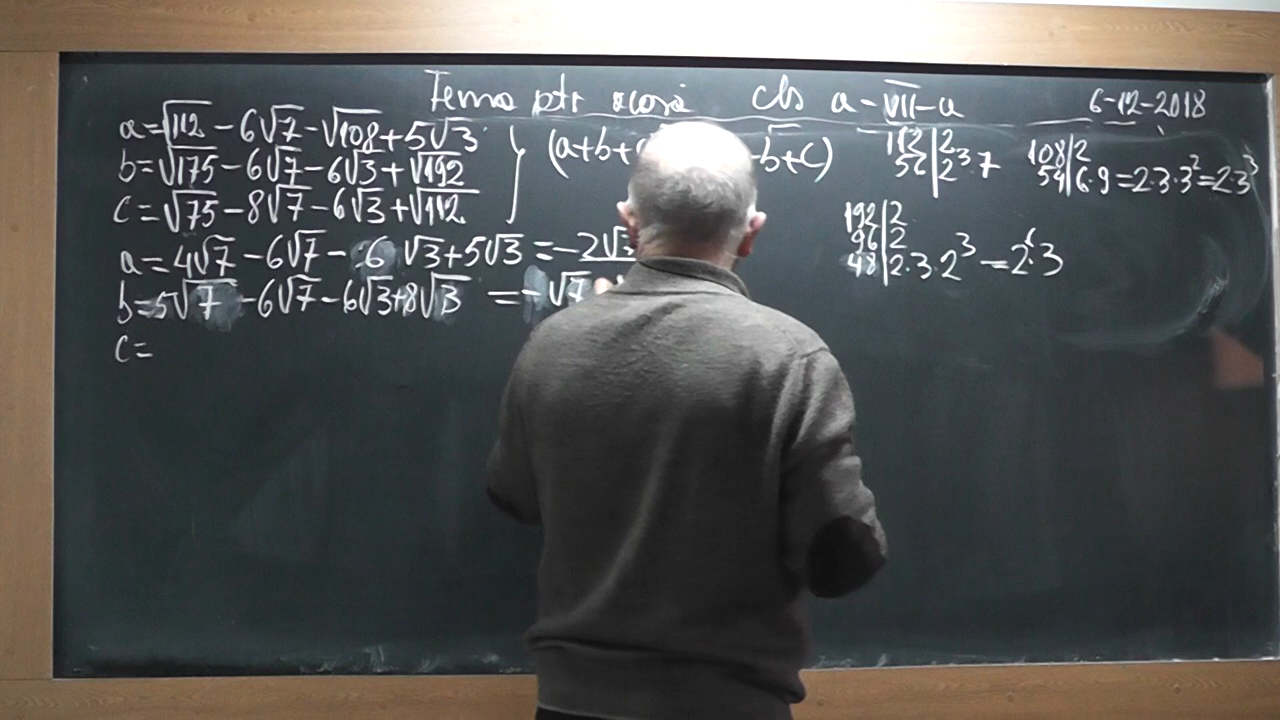 Tema ptr acasă cls a-VII-a 6-12-2018
a=√112 - 6√7 - √108 + 5√3
b=√175 - 6√7 - 6√3 + √192
c=√75 - 8√7 - 6√3 + √112
(a+b+ -b+c)
a=4√7 - 6√7 - 6√3 + 5√3 = -2√
b=5√7 - 6√7 - 6√3 + 8√3 = -√7
c=
112|2
56|2³·7
108|2
54|6·9=2·3·3²=2·3³
192|2
96|2
48|2·3·2³=2⁶·3